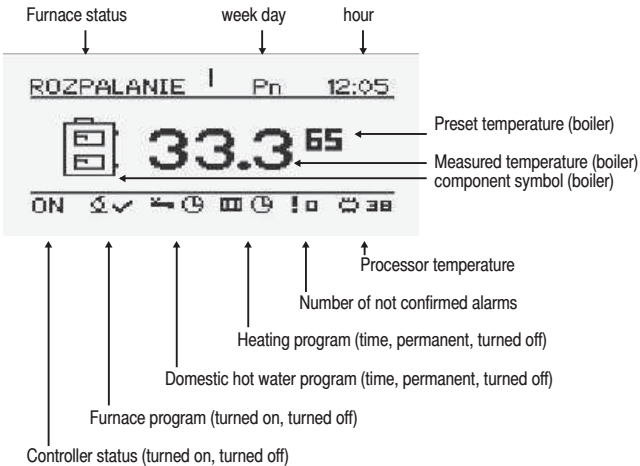 Furnace status week day hour
ROZPALANIE Pn 12:05
33.3 65
Preset temperature (boiler)
Measured temperature (boiler)
component symbol (boiler)
ON ! 0 38
Processor temperature
Number of not confirmed alarms
Heating program (time, permanent, turned off)
Domestic hot water program (time, permanent, turned off)
Furnace program (turned on, turned off)
Controller status (turned on, turned off)